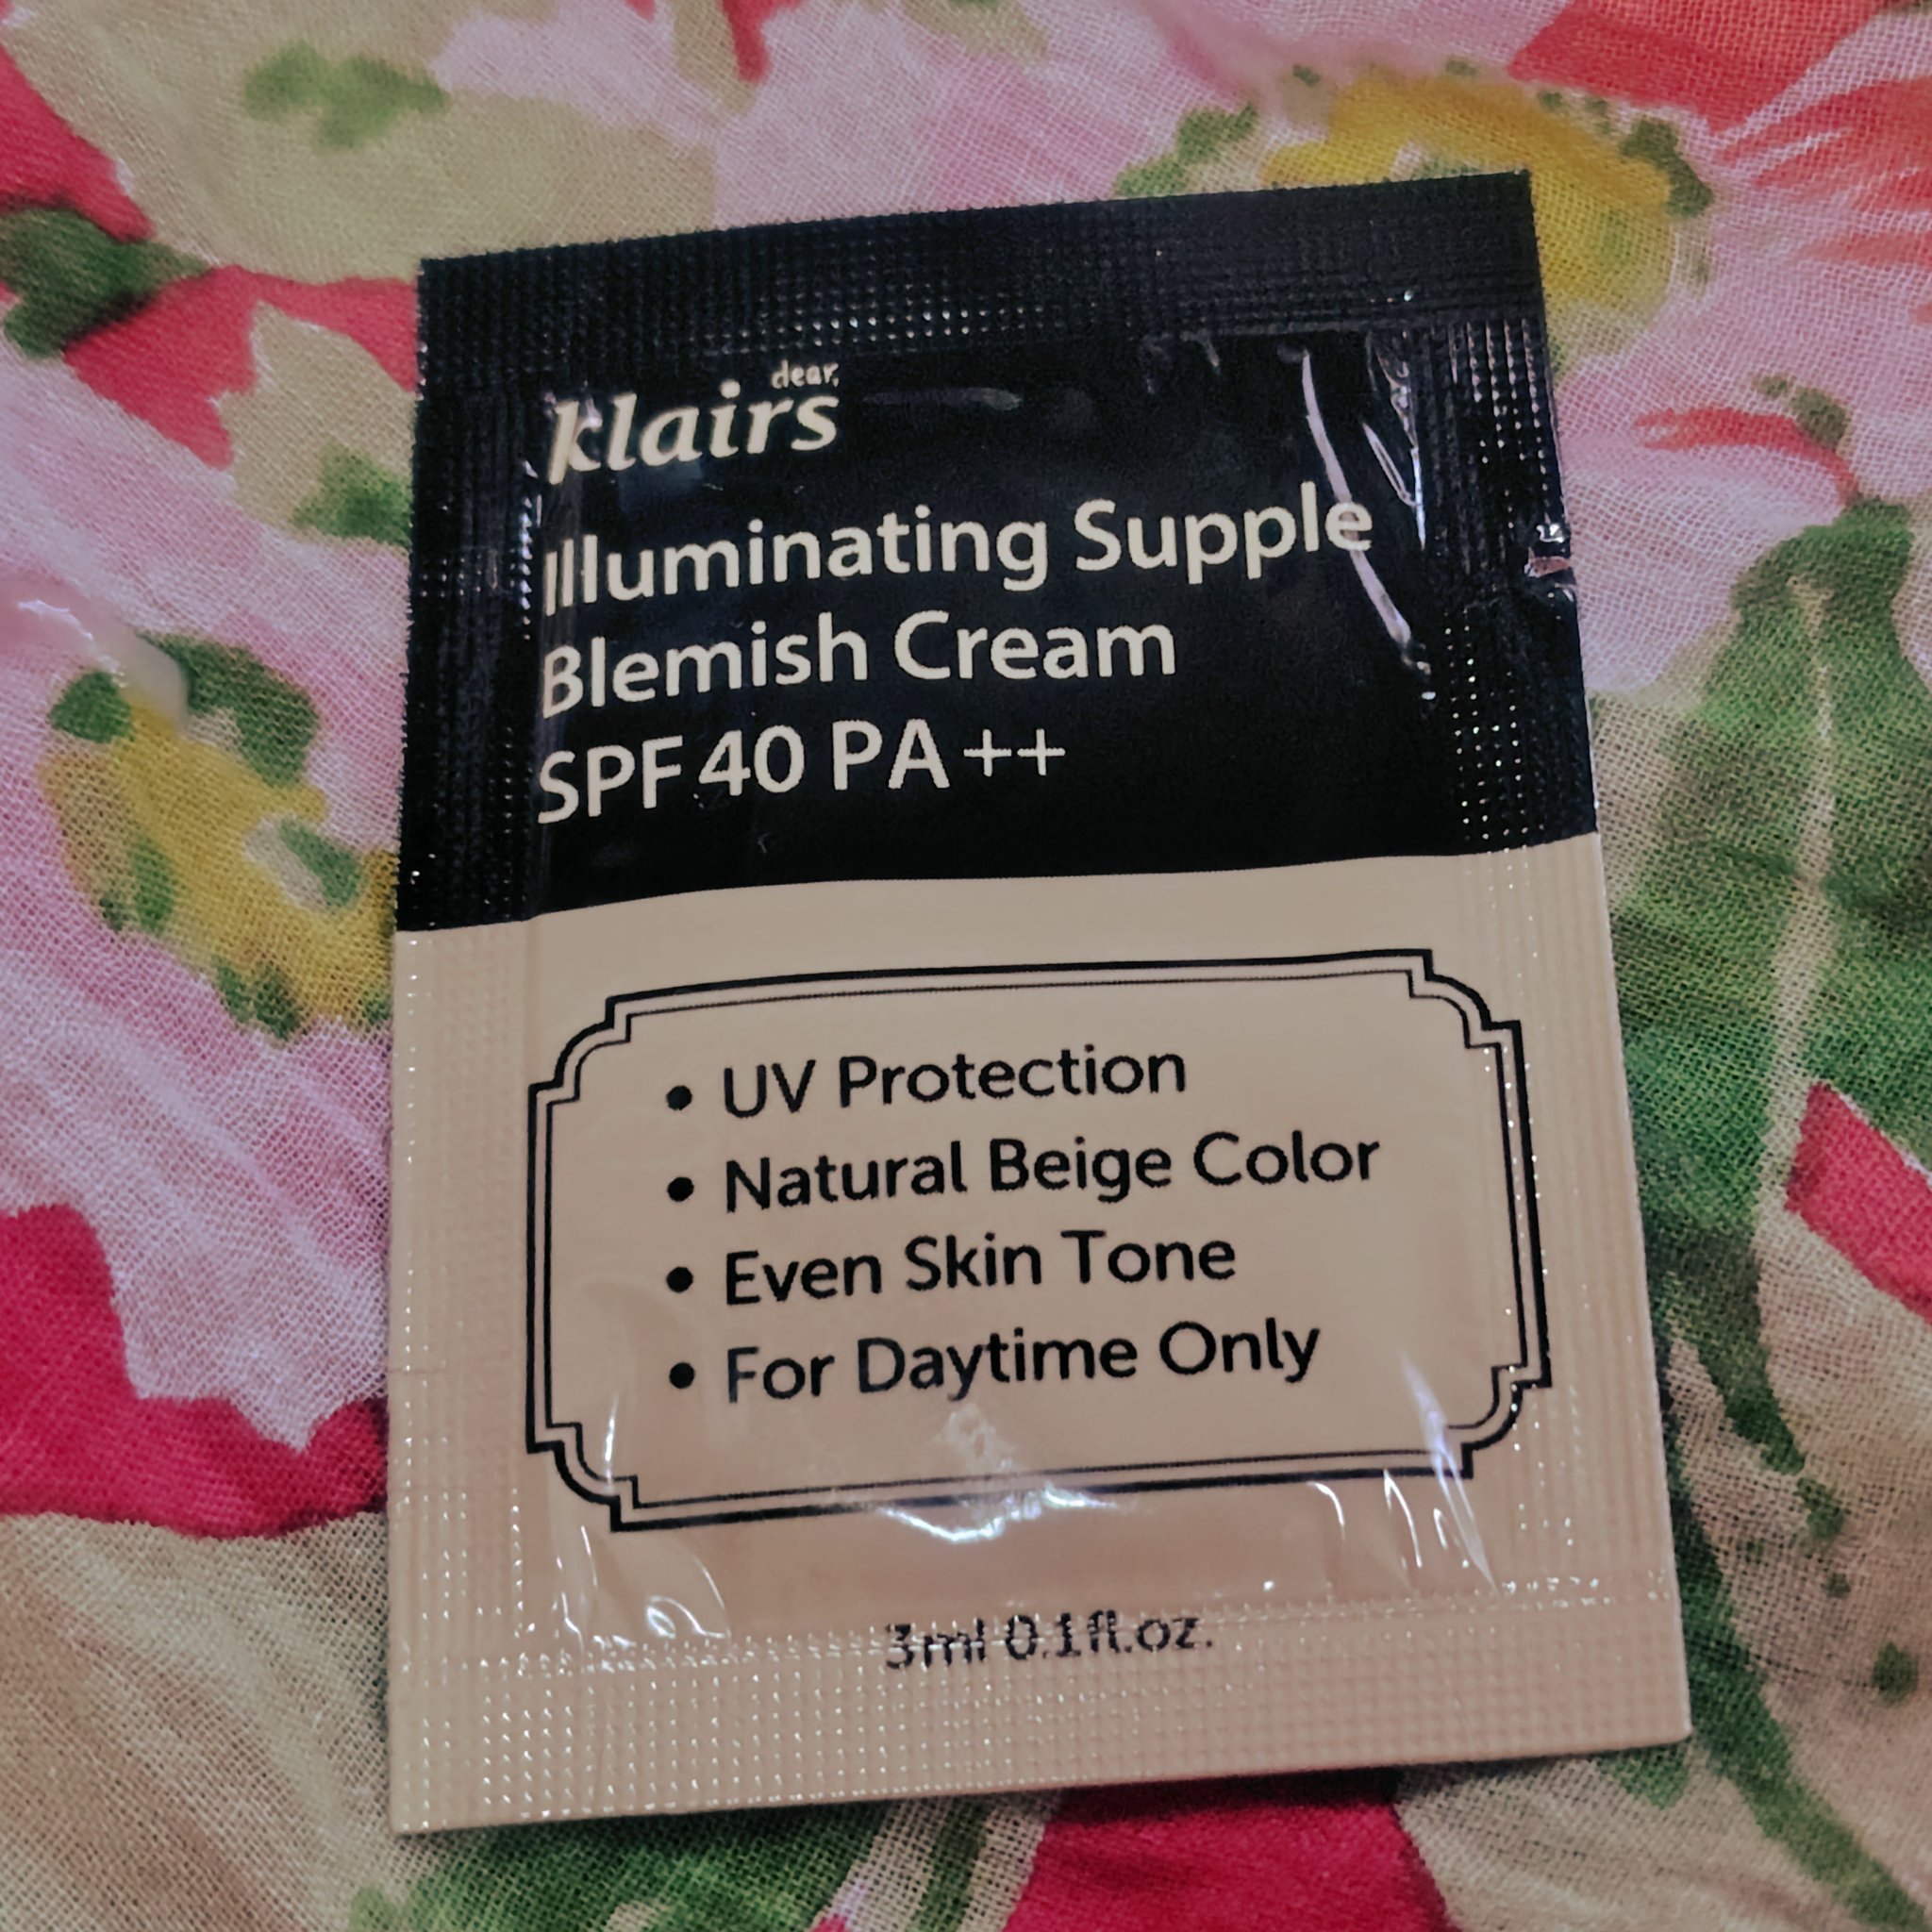 dear,
klairs
Illuminating Supple
Blemish Cream
SPF 40 PA ++
• UV Protection
• Natural Beige Color
• Even Skin Tone
• For Daytime Only
3ml 0.1fl.oz.